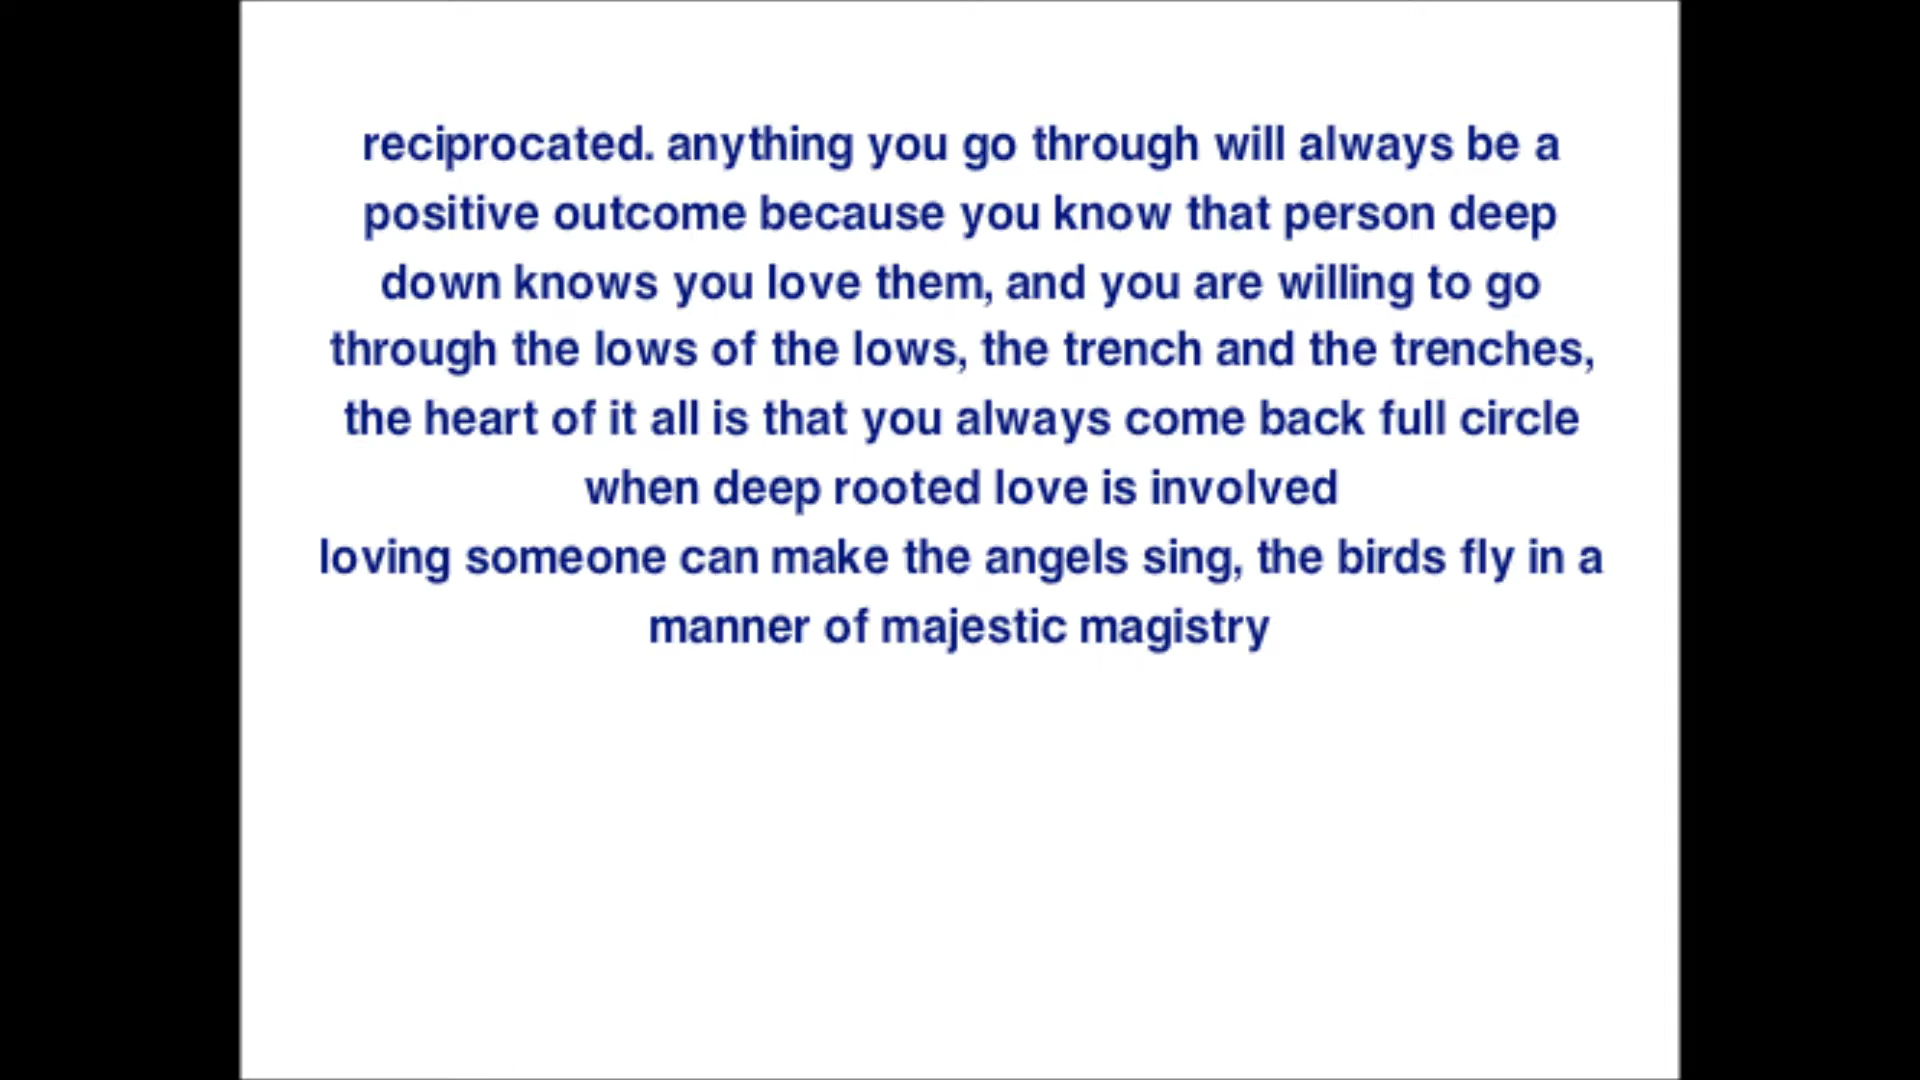 reciprocated. anything you go through will always be a
positive outcome because you know that person deep
down knows you love them, and you are willing to go
through the lows of the lows, the trench and the trenches,
the heart of it all is that you always come back full circle
when deep rooted love is involved
loving someone can make the angels sing, the birds fly in a
manner of majestic magistry